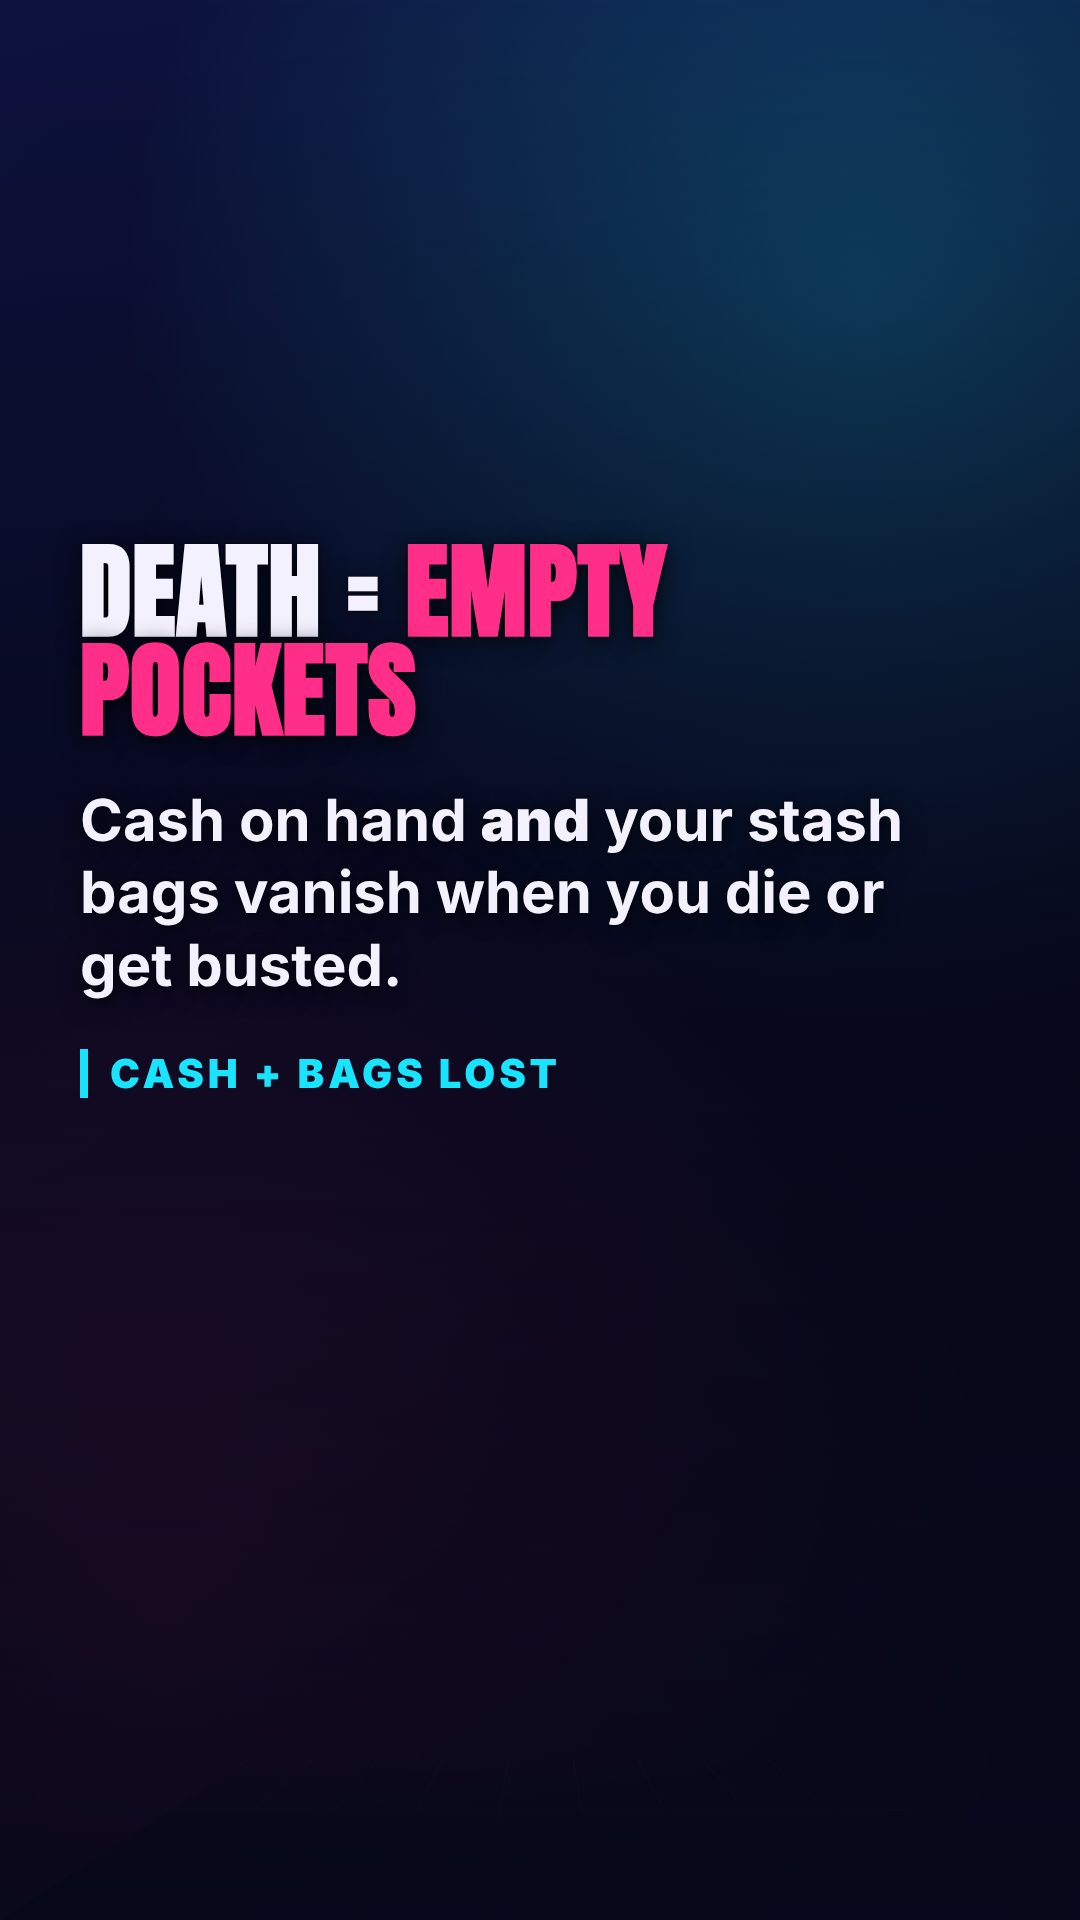 DEATH = EMPTY
POCKETS
Cash on hand and your stash
bags vanish when you die or
get busted.
CASH + BAGS LOST